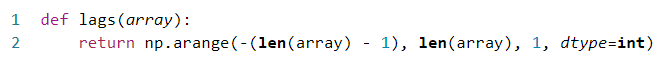 1 def lags(array):
2     return np.arange(-(len(array) - 1), len(array), 1, dtype=int)